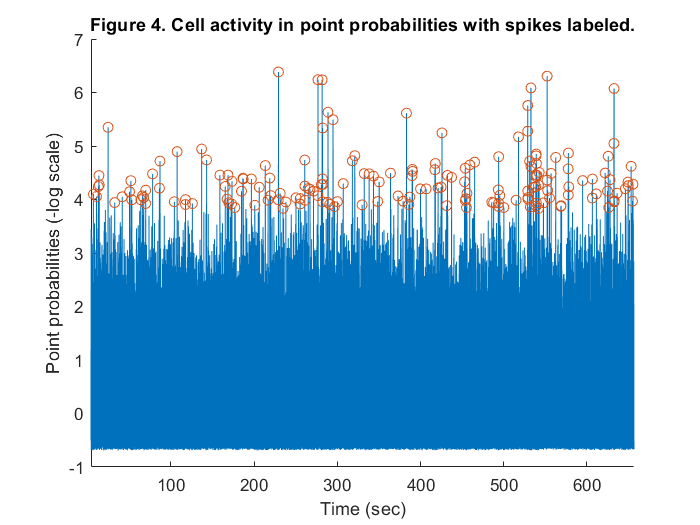 Figure 4. Cell activity in point probabilities with spikes labeled.
7
6
5
4
3
2
1
0
-1
Point probabilities (-log scale)
100 200 300 400 500 600
Time (sec)